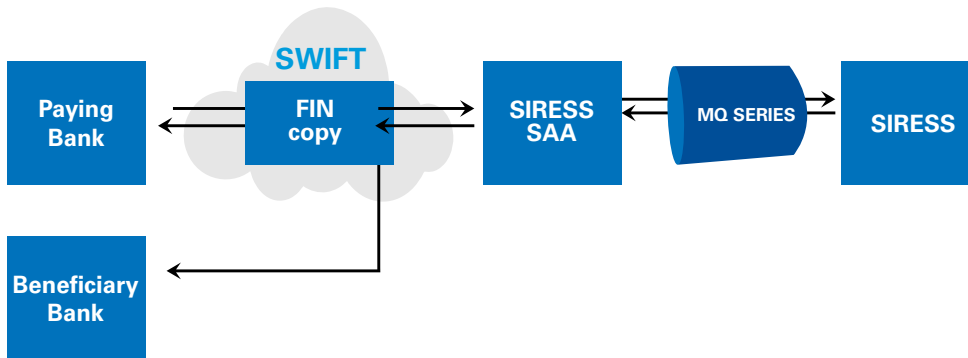 SWIFT
Paying
Bank
FIN
copy
SIRESS
SAA
MQ SERIES
SIRESS
Beneficiary
Bank